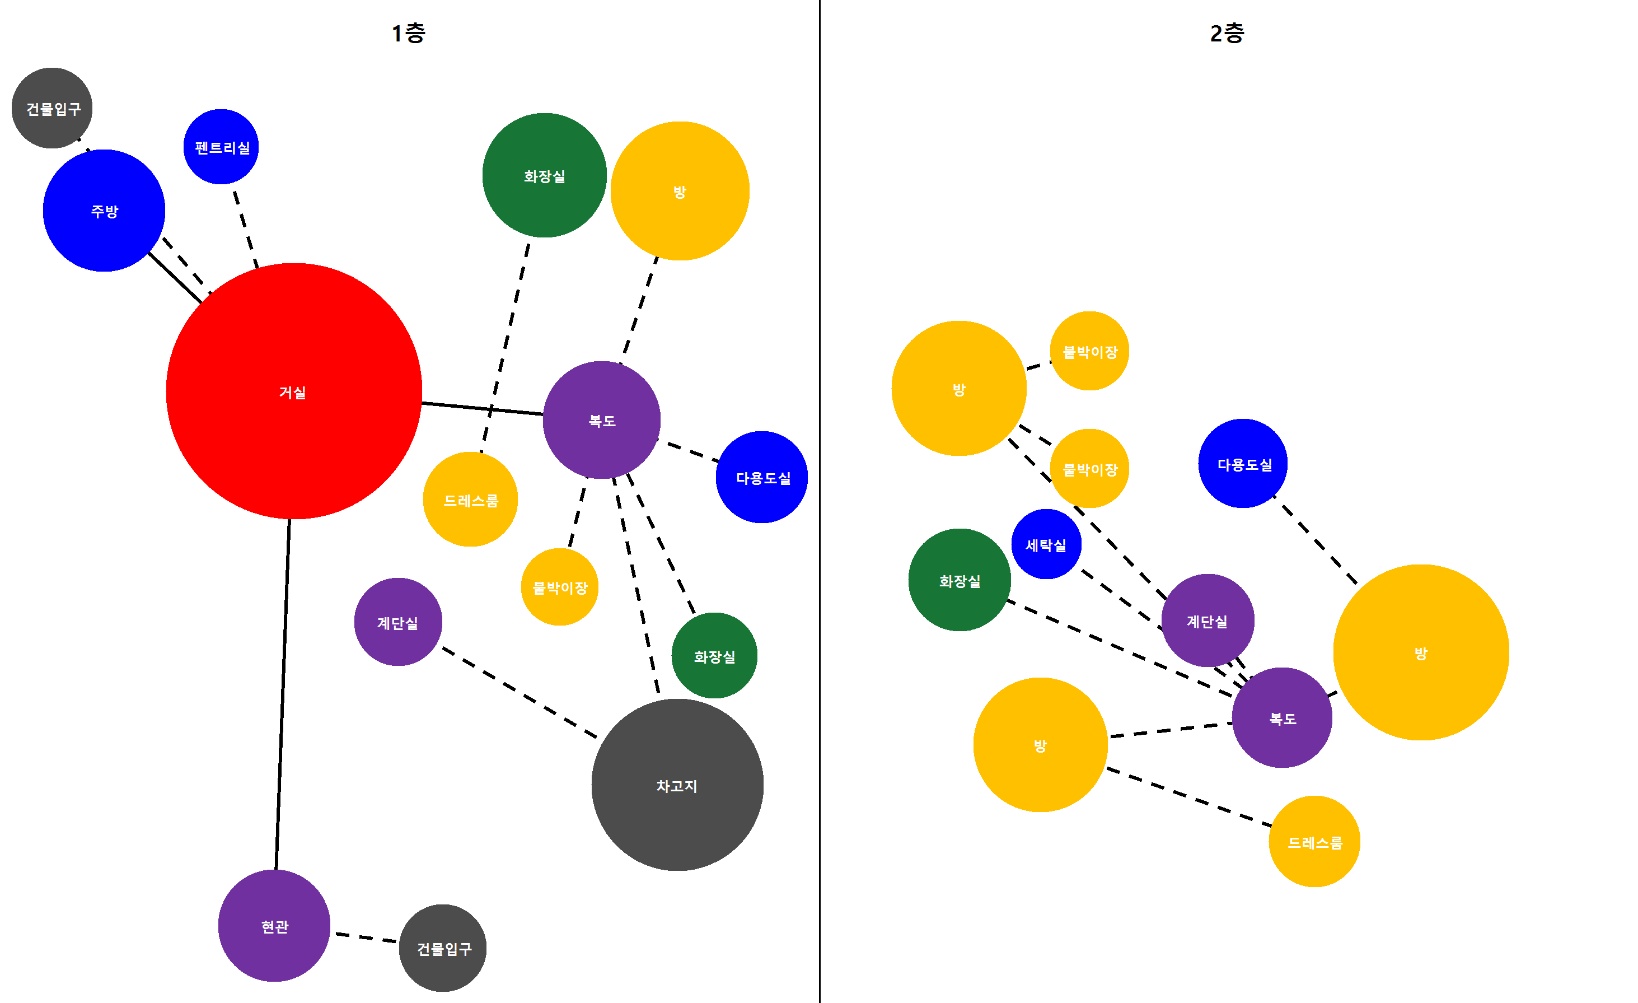 1층
건물입구
펜트리실
주방
화장실
방
거실
복도
다용도실
드레스룸
붙박이장
계단실
화장실
차고지
현관
건물입구
2층
붙박이장
방
붙박이장
다용도실
세탁실
화장실
계단실
방
복도
방
드레스룸